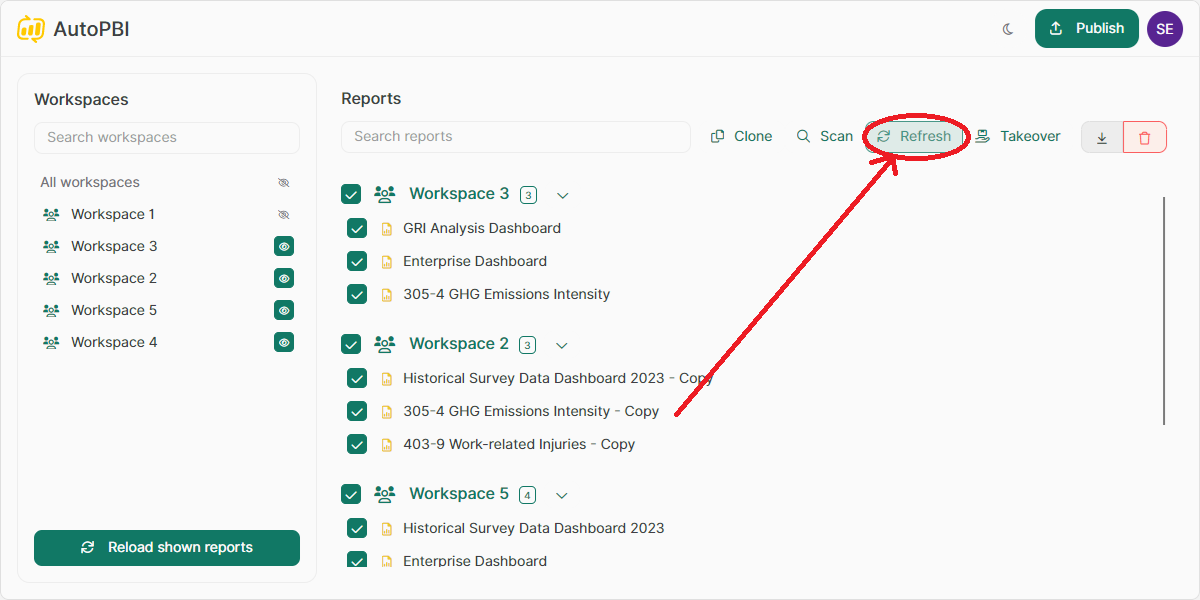 AutoPBI
Publish
SE
Workspaces
Search workspaces
All workspaces
Workspace 1
Workspace 3
Workspace 2
Workspace 5
Workspace 4
Reload shown reports
Reports
Search reports
Clone
Scan
Refresh
Takeover
Workspace 3 3
GRI Analysis Dashboard
Enterprise Dashboard
305-4 GHG Emissions Intensity
Workspace 2 3
Historical Survey Data Dashboard 2023 - Copy
305-4 GHG Emissions Intensity - Copy
403-9 Work-related Injuries - Copy
Workspace 5 4
Historical Survey Data Dashboard 2023
Enterprise Dashboard